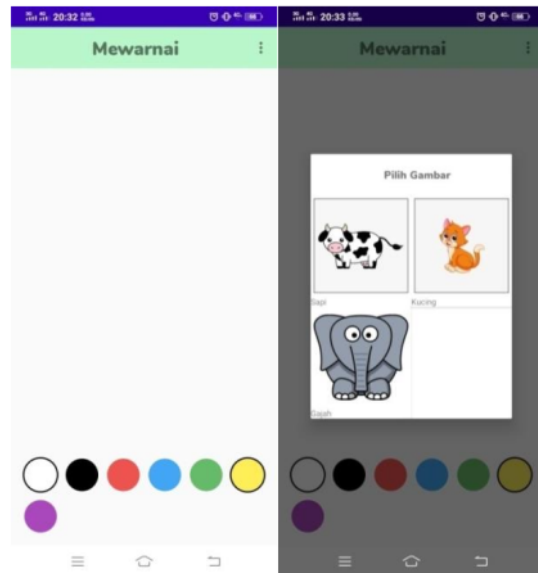 20:32
Mewarnai
20:33
Mewarnai
Pilih Gambar
Sapi
Kucing
Gajah